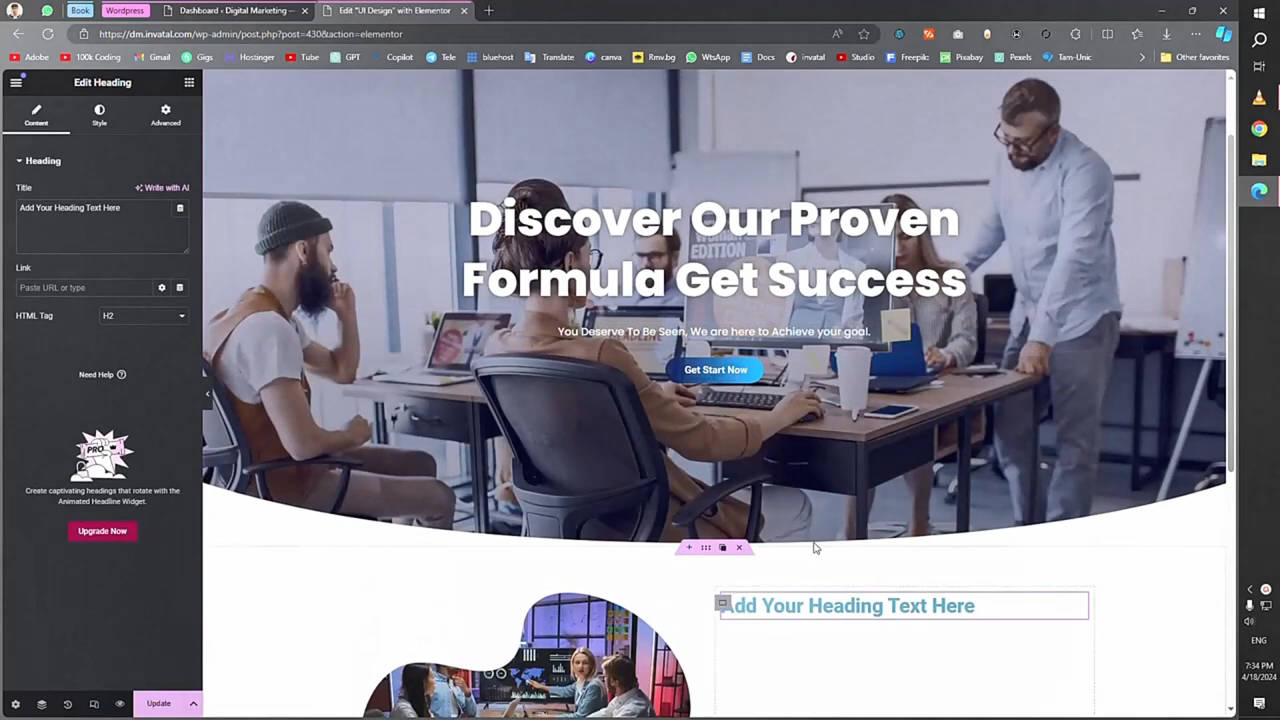 Book
Wordpress
Dashboard ‹ Digital Marketing —
Edit "UI Design" with Elementor
https://dm.invatal.com/wp-admin/post.php?post=430&action=elementor
Adobe
100k Coding
Gmail
Gigs
Hostinger
Tube
GPT
Copilot
Tele
bluehost
Translate
canva
Rmv.bg
WtsApp
Docs
invatal
Studio
Freepik:
Pixabay
Pexels
Tam-Unic
Other favorites
Edit Heading
Content
Style
Advanced
Heading
Title
Write with AI
Add Your Heading Text Here
Link
Paste URL or type
HTML Tag
H2
Need Help
PRO
Create captivating headings that rotate with the
Animated Headline Widget.
Upgrade Now
Update
Discover Our Proven
Formula Get Success
You Deserve To Be Seen, We are here to Achieve your goal.
Get Start Now
Add Your Heading Text Here
ENG
7:34 PM
4/18/2024